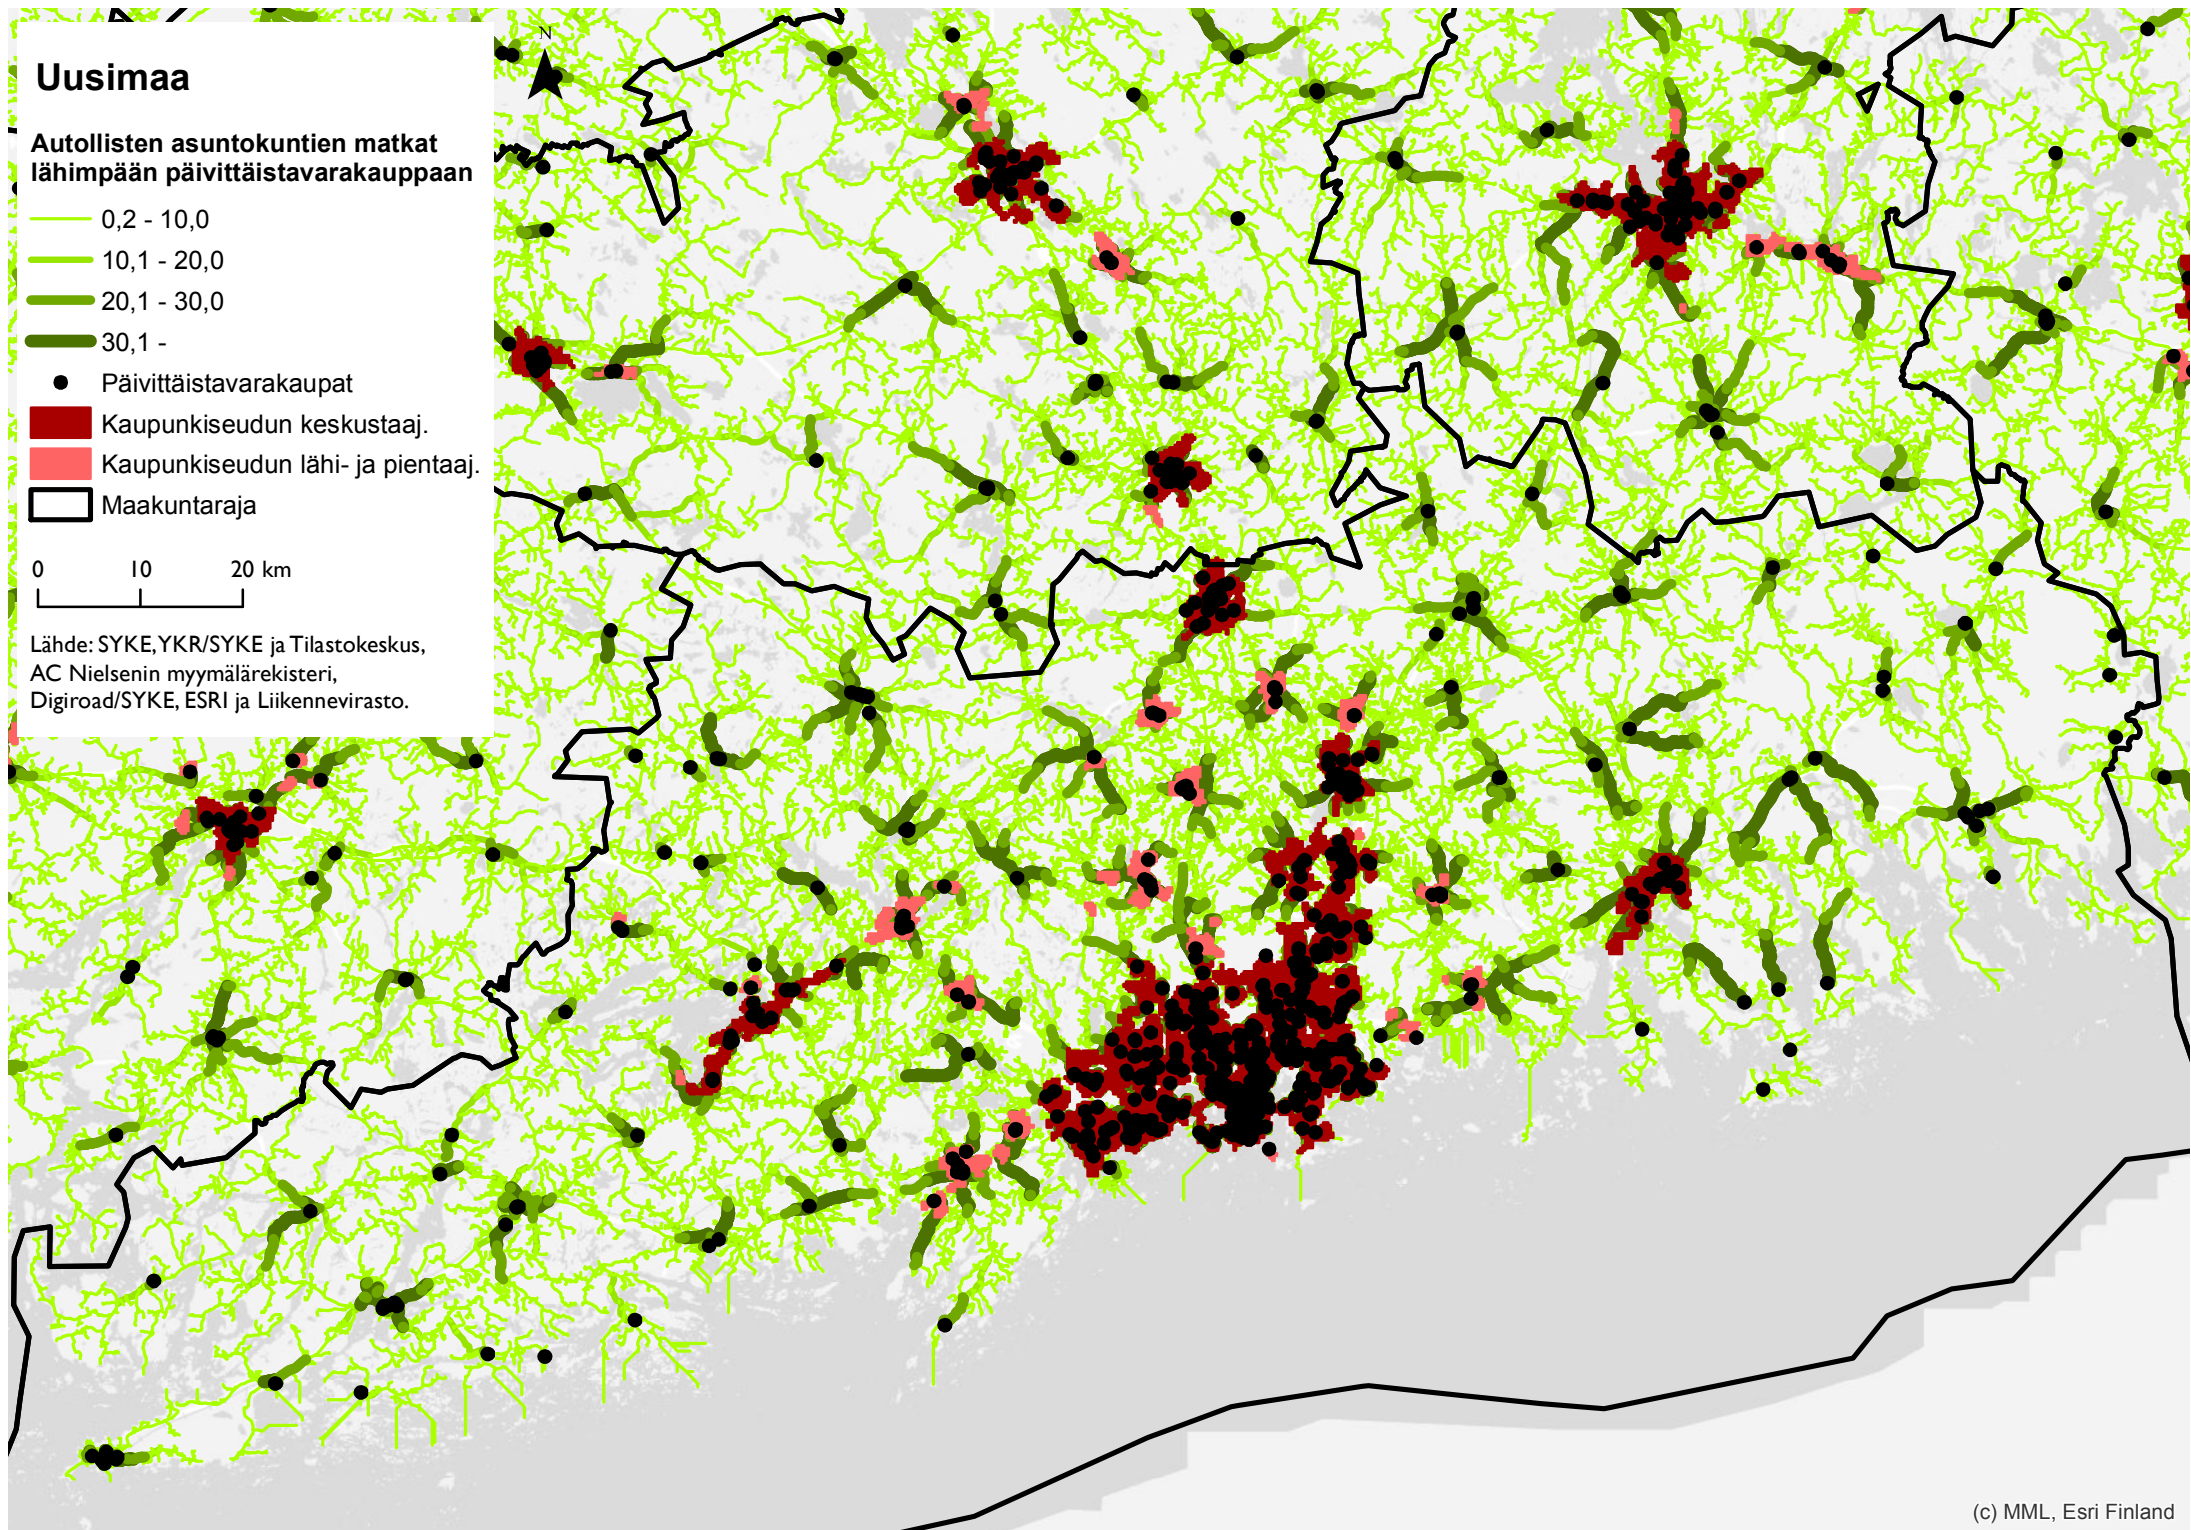 Uusimaa
N
Autollisten asuntokuntien matkat
lähimpään päivittäistavarakauppaan
0,2 - 10,0
10,1 - 20,0
20,1 - 30,0
30,1 -
Päivittäistavarakaupat
Kaupunkiseudun keskustaaj.
Kaupunkiseudun lähi- ja pientaaj.
Maakuntaraja
0 10 20 km
Lähde: SYKE, YKR/SYKE ja Tilastokeskus,
AC Nielsenin myymälärekisteri,
Digiroad/SYKE, ESRI ja Liikennevirasto.
(c) MML, Esri Finland